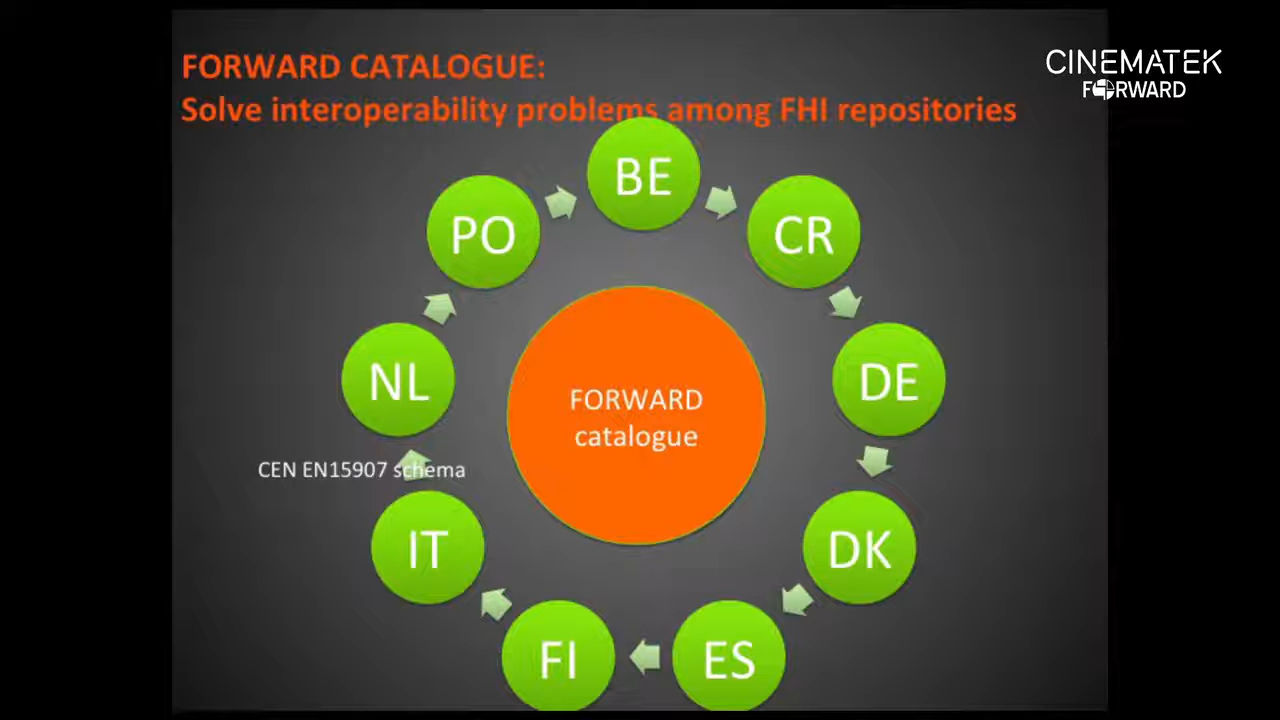 FORWARD CATALOGUE:
Solve interoperability problems among FHI repositories
CINEMATEK
FORWARD
BE
CR
DE
DK
ES
FI
IT
NL
PO
FORWARD
catalogue
CEN EN15907 schema